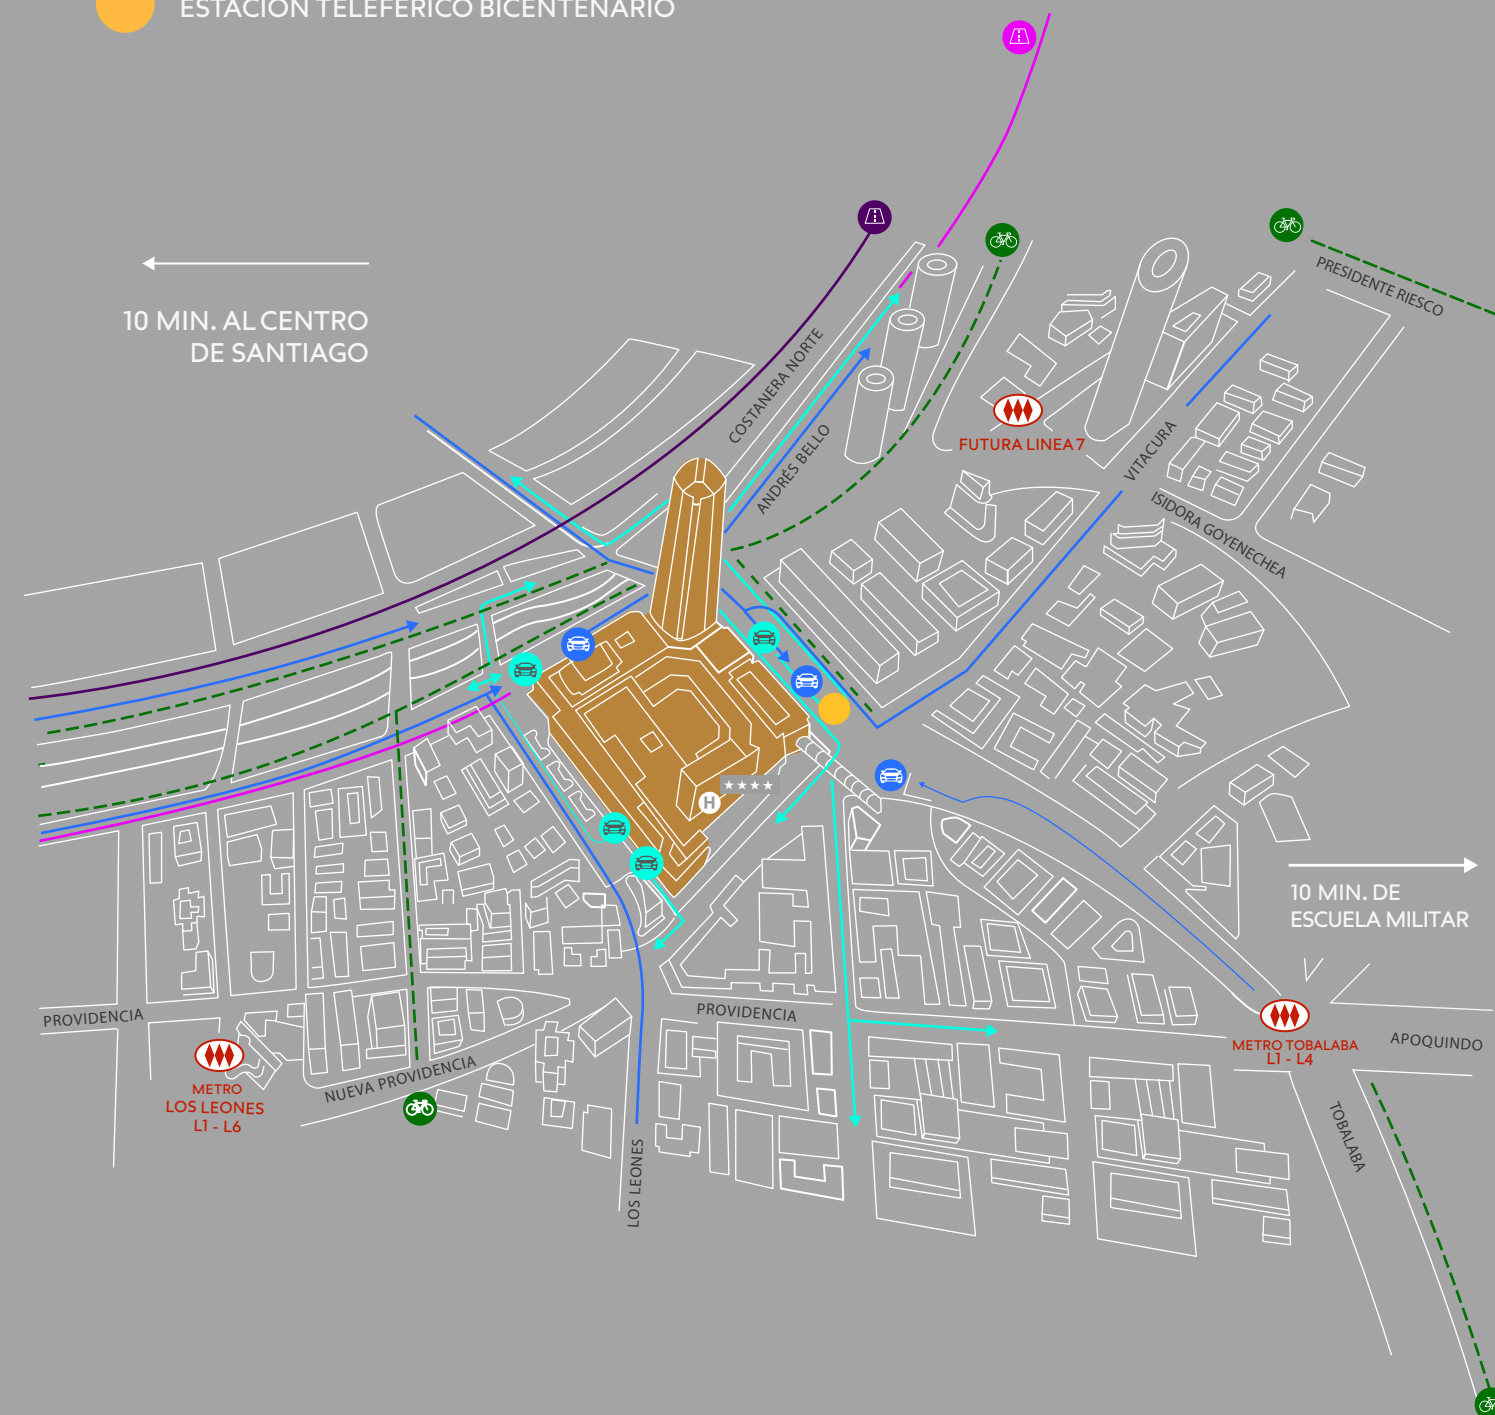 ESTACIÓN TELEFÉRICO BICENTENARIO
PRESIDENTE RIESCO
10 MIN. AL CENTRO
DE SANTIAGO
COSTANERA NORTE
ANDRÉS BELLO
FUTURA LINEA 7
VITACURA
ISIDORA GOYENECHEA
H
10 MIN. DE
ESCUELA MILITAR
PROVIDENCIA
PROVIDENCIA
METRO TOBALABA
L1 - L4
APOQUINDO
METRO
LOS LEONES
L1 - L6
NUEVA PROVIDENCIA
TOBALABA
LOS LEONES